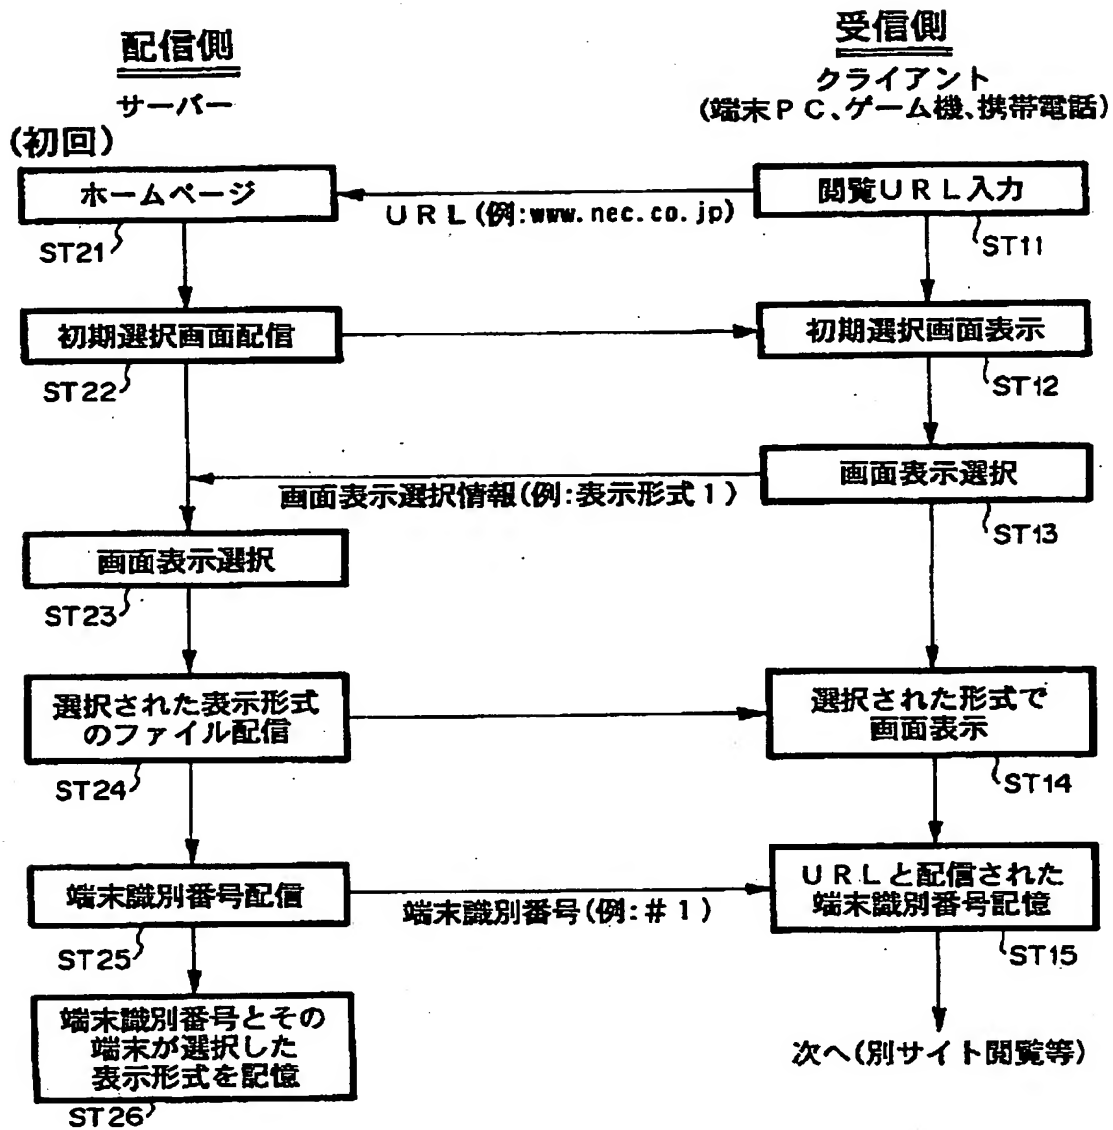 配信側
サーバー
(初回)
受信側
クライアント
(端末PC、ゲーム機、携帯電話)
ホームページ
ST21
URL(例:www.nec.co.jp)
閲覧URL入力
ST11
初期選択画面配信
ST22
初期選択画面表示
ST12
画面表示選択
ST13
画面表示選択情報(例:表示形式1)
画面表示選択
ST23
選択された表示形式
のファイル配信
ST24
選択された形式で
画面表示
ST14
端末識別番号配信
ST25
端末識別番号(例:#1)
URLと配信された
端末識別番号記憶
ST15
端末識別番号とその
端末が選択した
表示形式を記憶
ST26
次へ(別サイト閲覧等)